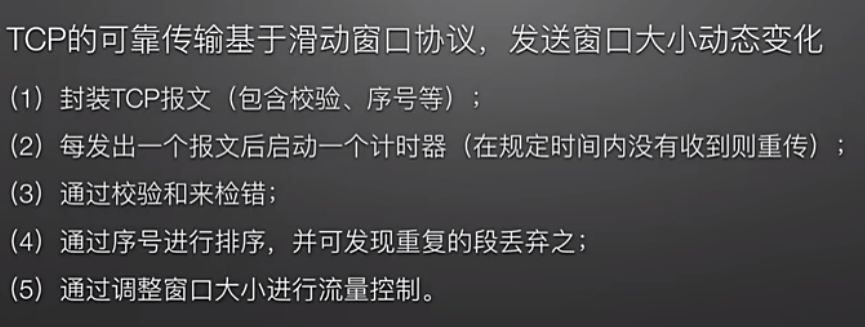 TCP的可靠传输基于滑动窗口协议，发送窗口大小动态变化
（1）封装TCP报文（包含校验、序号等）；
（2）每发出一个报文后启动一个计时器（在规定时间内没有收到则重传）；
（3）通过校验和来检错；
（4）通过序号进行排序，并可发现重复的段丢弃之；
（5）通过调整窗口大小进行流量控制。